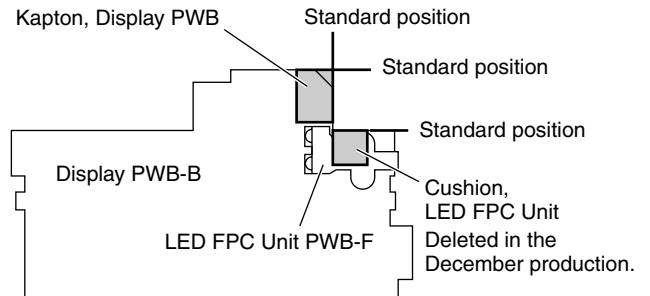 Kapton, Display PWB
Standard position
Standard position
Standard position
Display PWB-B
Cushion,
LED FPC Unit
LED FPC Unit PWB-F
Deleted in the
December production.